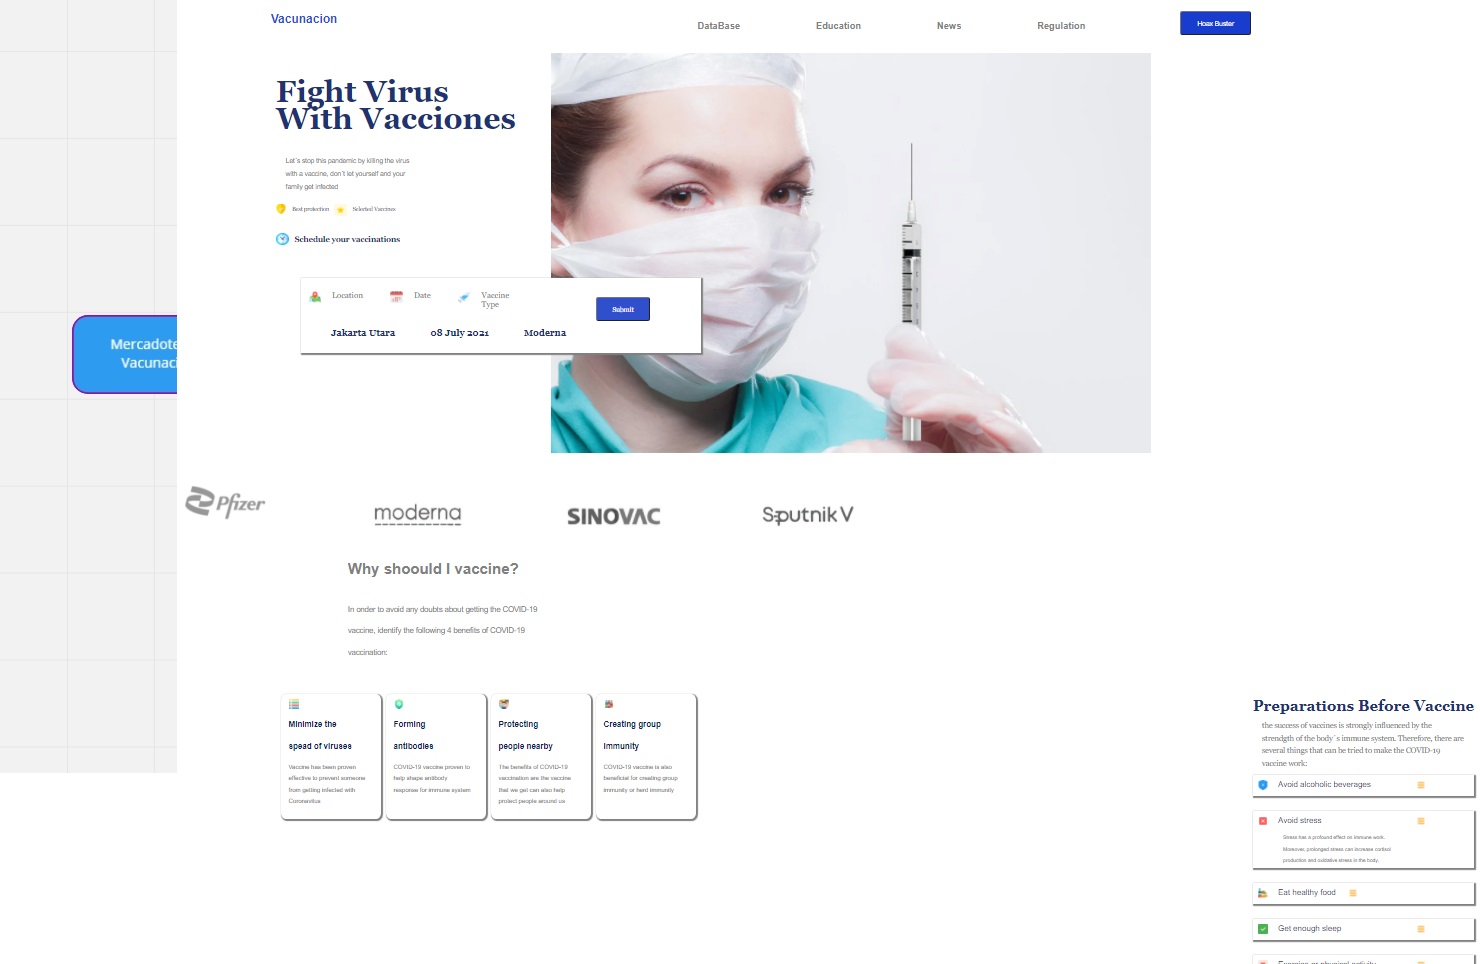 Vacunacion
DataBase
Education
News
Regulation
Hoax Buster
Fight Virus
With Vacciones
Let´s stop this pandemic by killing the virus
with a vaccine, don´t let yourself and your
family get infected
Best protection
Selected Vaccines
Schedule your vaccinations
Location
Date
Vaccine
Type
Submit
Jakarta Utara
08 July 2021
Moderna
Mercadote
Vacunaci
Pfizer
moderna
SINOVAC
Sputnik V
Why shoould I vaccine?
In onder to avoid any doubts about getting the COVID-19
vaccine, identify the following 4 benefits of COVID-19
vaccination:
Minimize the
spead of viruses
Vaccine has been proven
effective to prevent someone
from getting infected with
Coronavitus
Forming
antibodies
COVID-19 vaccine proven to
help shape antibody
response for immune system
Protecting
people nearby
The benefits of COVID-19
vaccination are the vaccine
that we get can also help
protect people around us
Creating group
immunity
COVID-19 vaccine is also
beneficial for creating group
immunity or herd immunity
Preparations Before Vaccine
the success of vaccines is strongly influenced by the
strendgth of the body´s immune system. Therefore, there are
several things that can be tried to make the COVID-19
vaccine work:
Avoid alcoholic beverages
Avoid stress
Stress has a profound effect on immune work.
Moreover, prolonged stress can increase cortisol
production and oxidative stress in the body.
Eat healthy food
Get enough sleep
Exercise or physical activity